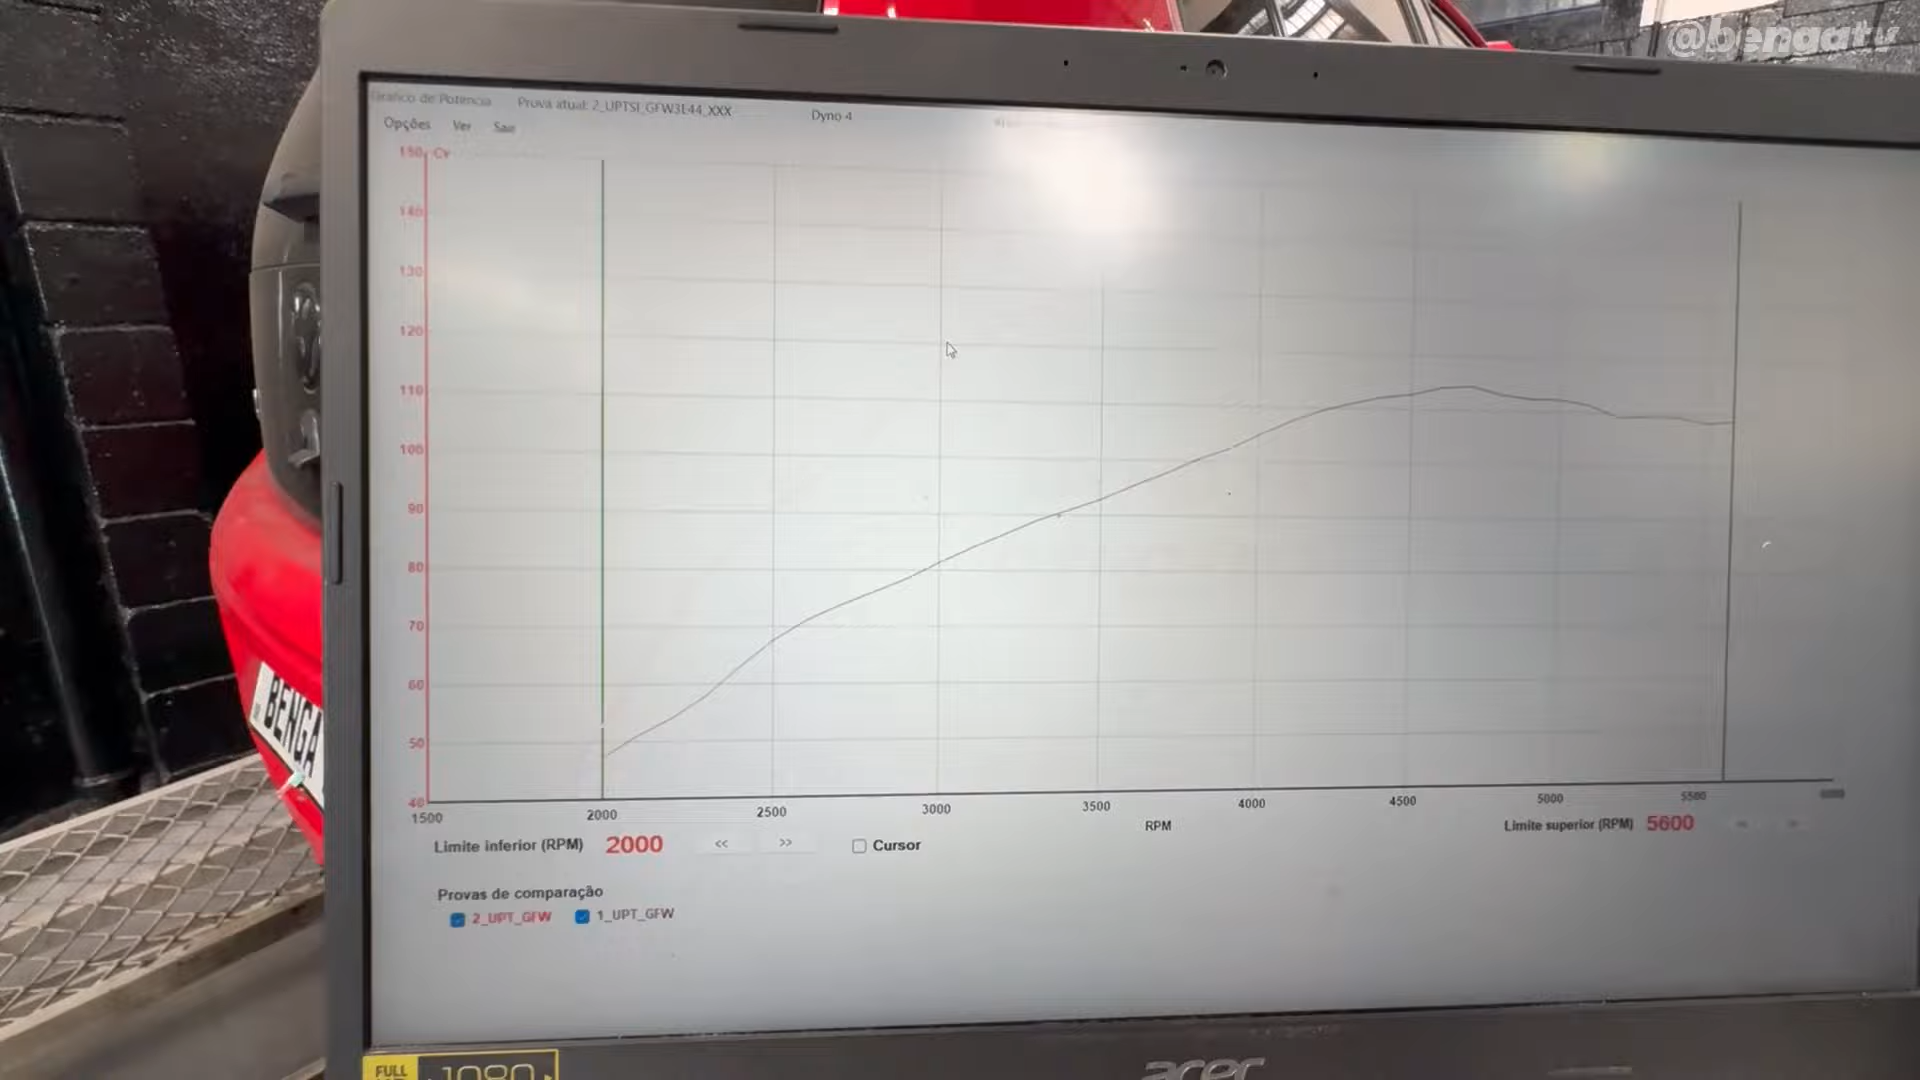 @bengatv
Gráfico de Potência Prova atual: 2_UPTSI_GFW3E44_XXX Dyno 4
Opções Ver Sair
150 Cv
140
130
120
110
100
90
80
70
60
50
40
1500 2000 2500 3000 3500 4000 4500 5000 5500 6000
RPM
Limite inferior (RPM) 2000 << >> Cursor Limite superior (RPM) 5600
Provas de comparação
2_UPT_GFW 1_UPT_GFW
BENGA
FULL
1080
acer